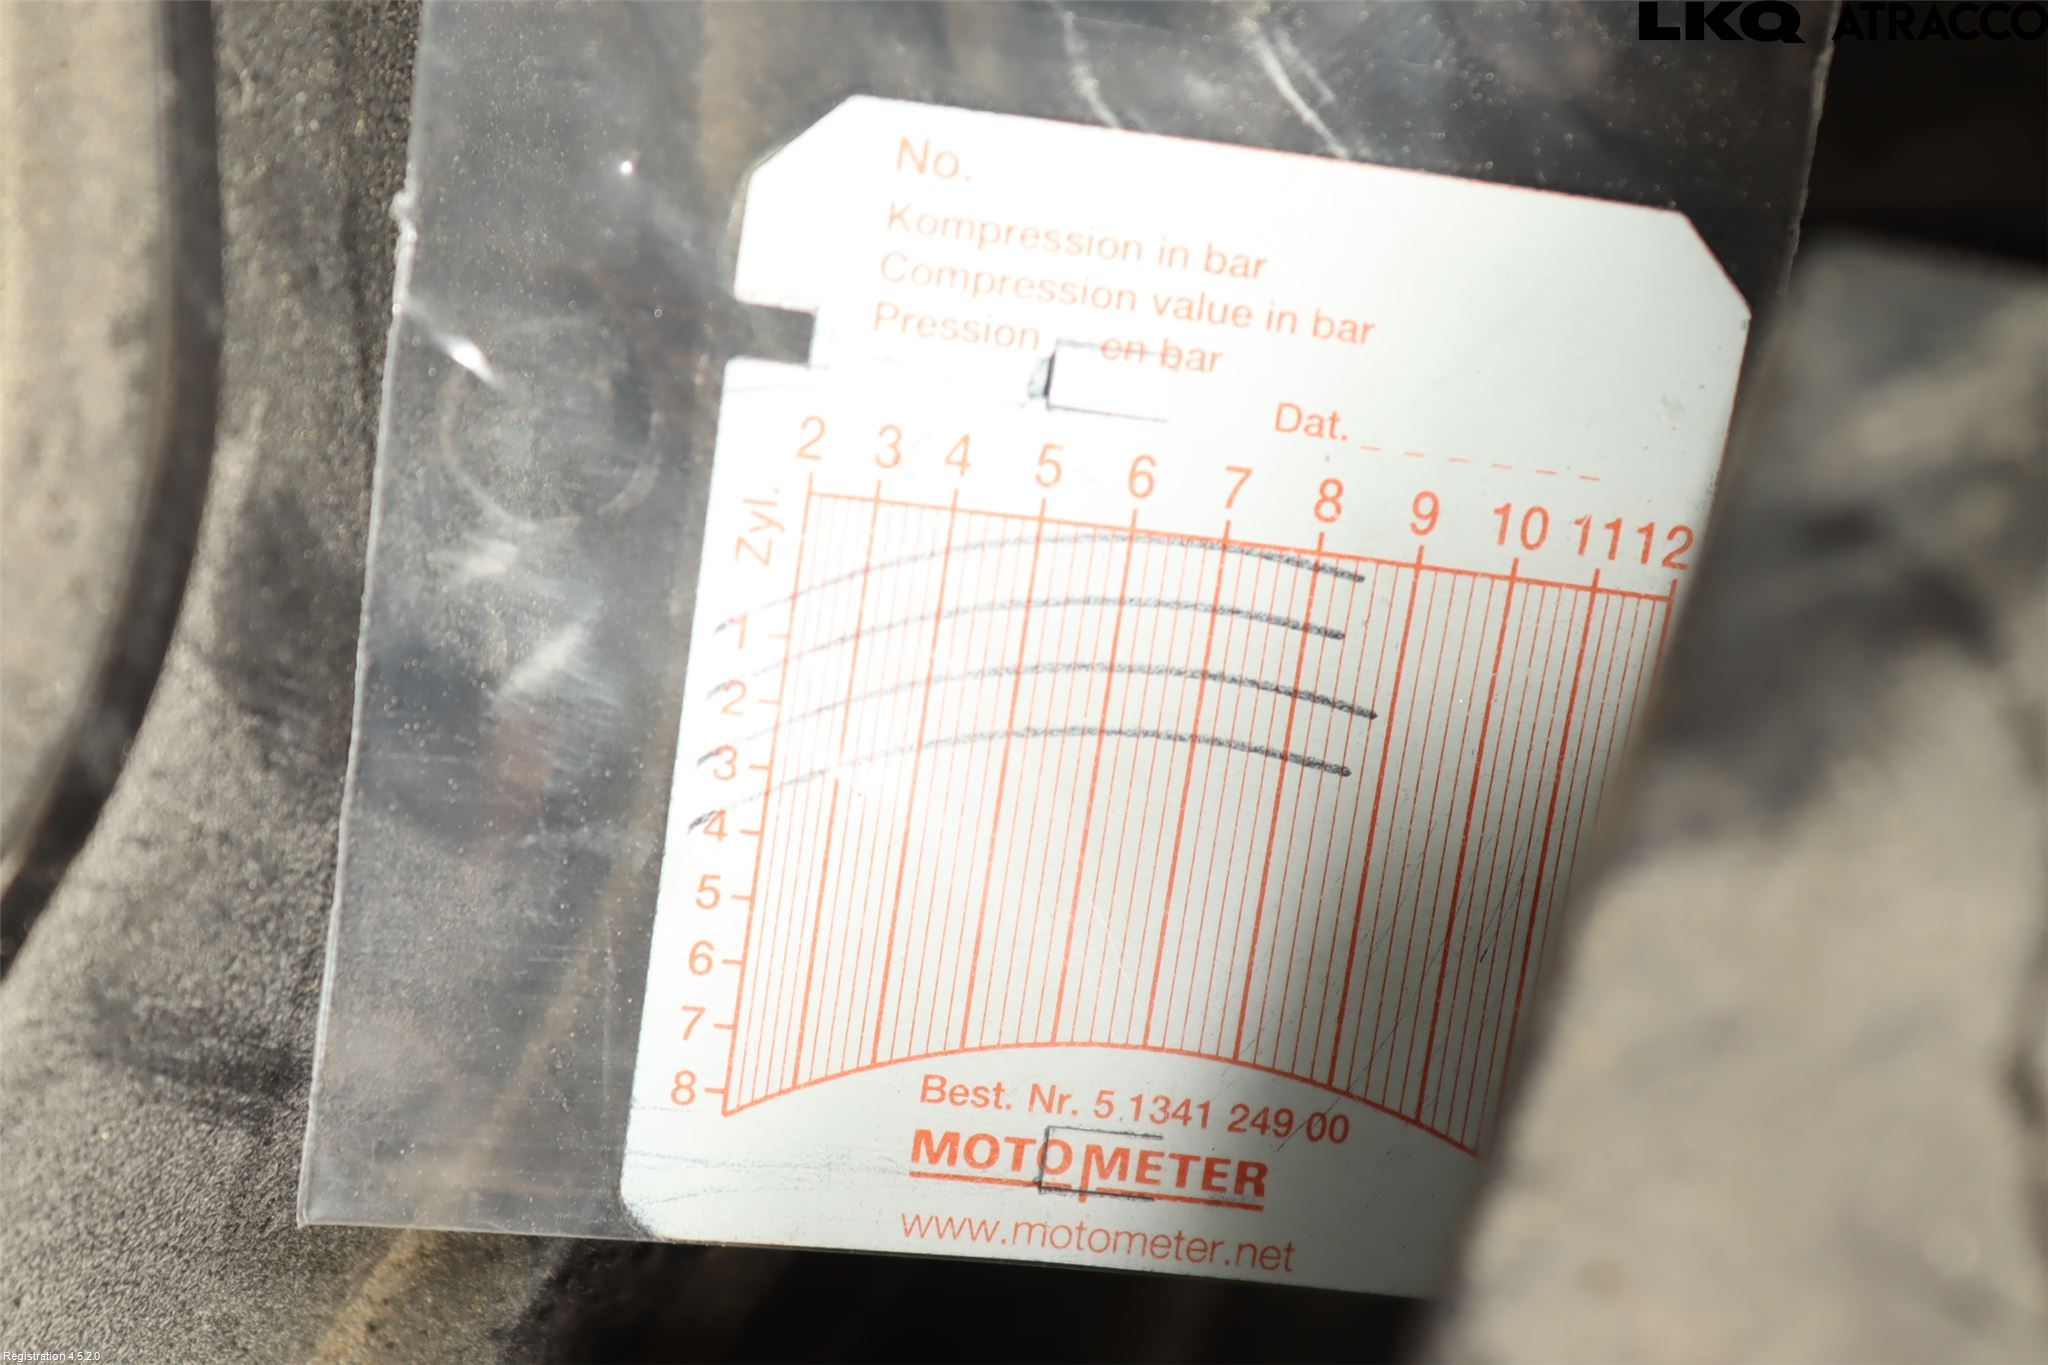 LKQ ATRACCO
No.
Kompression in bar
Compression value in bar
Pression en bar
Dat.
2 3 4 5 6 7 8 9 10 11 12
Zyl.
1
2
3
4
5
6
7
8
Best. Nr. 5 1341 249 00
MOTOMETER
www.motometer.net
Registration 4.5.2.0